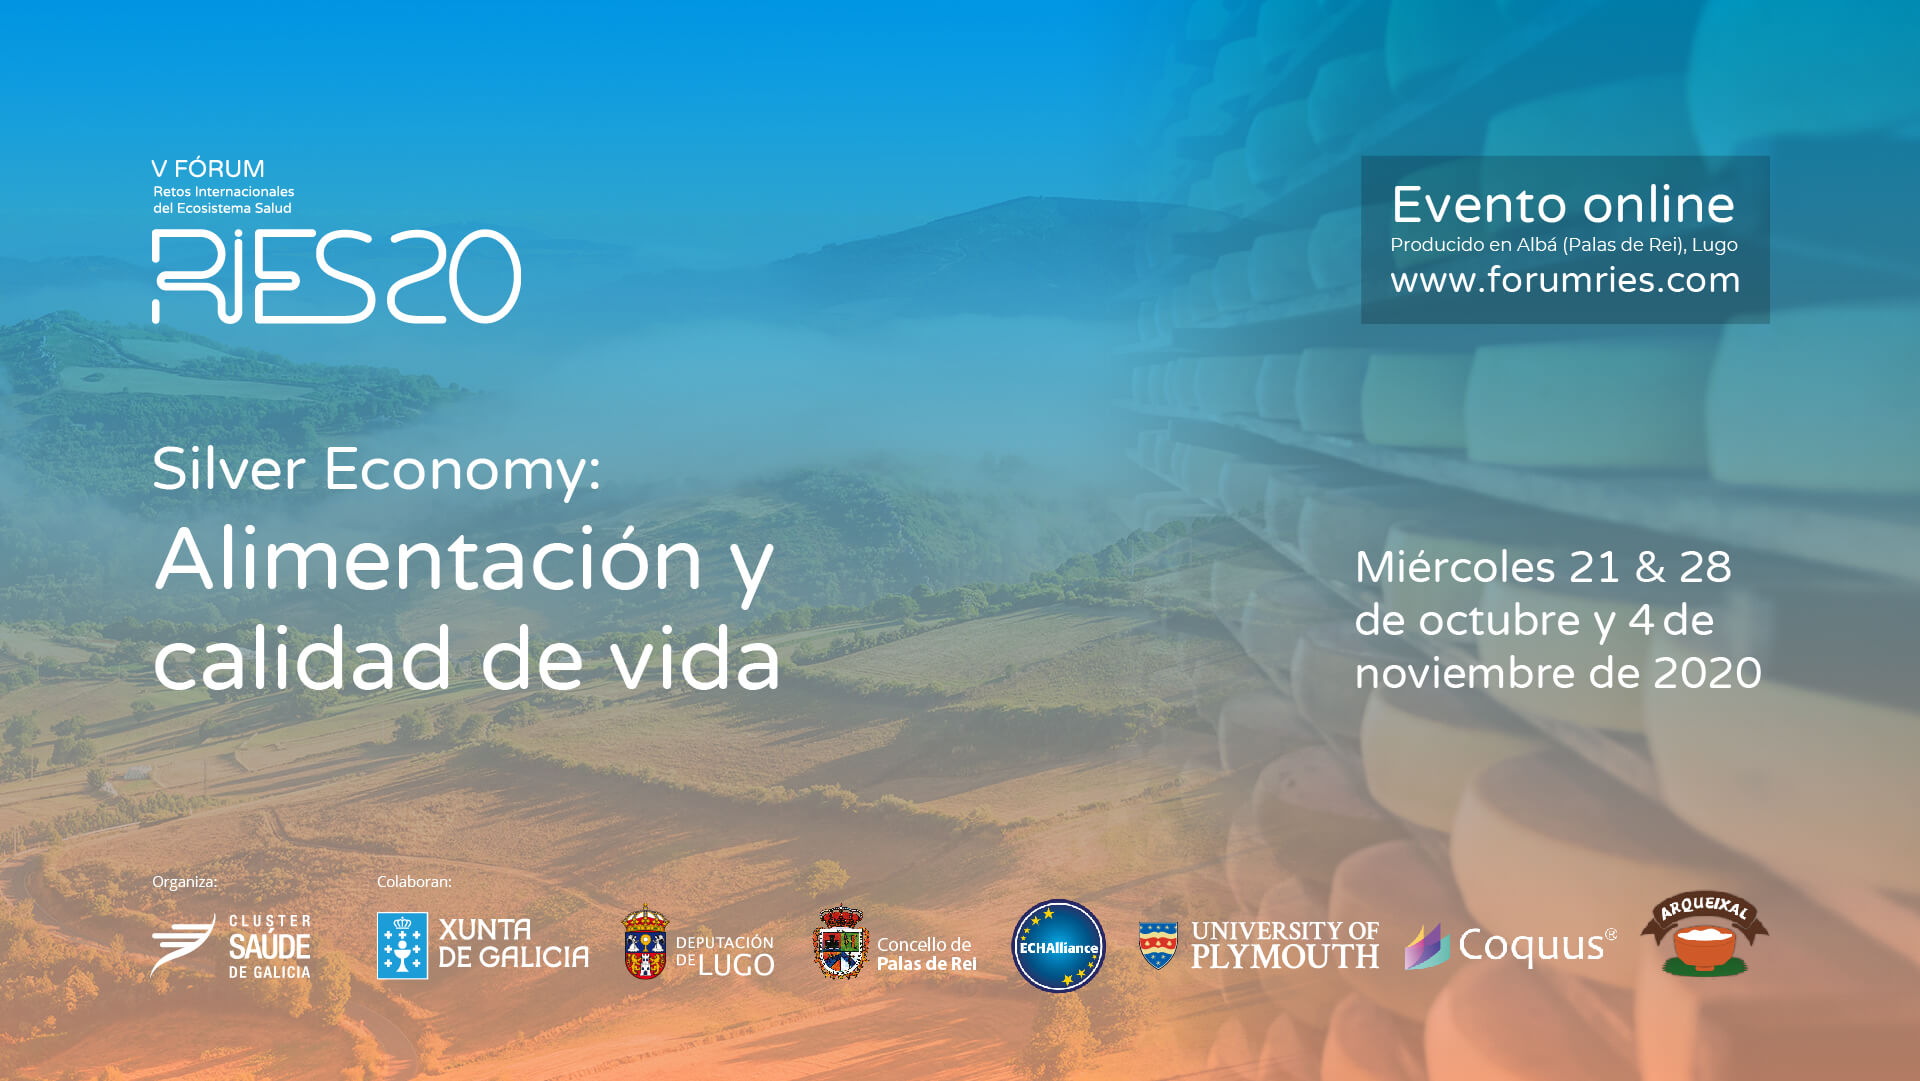 V FÓRUM
Retos Internacionales
del Ecosistema Salud
RiES20
Evento online
Producido en Albá (Palas de Rei), Lugo
www.forumries.com
Silver Economy:
Alimentación y
calidad de vida
Miércoles 21 & 28
de octubre y 4 de
noviembre de 2020
Organiza:
CLUSTER
SAÚDE
DE GALICIA
Colaboran:
XUNTA
DE GALICIA
DEPUTACIÓN
DE LUGO
Concello de
Palas de Rei
ECHAlliance
UNIVERSITY OF
PLYMOUTH
Coquus®
ARQUEIXAL